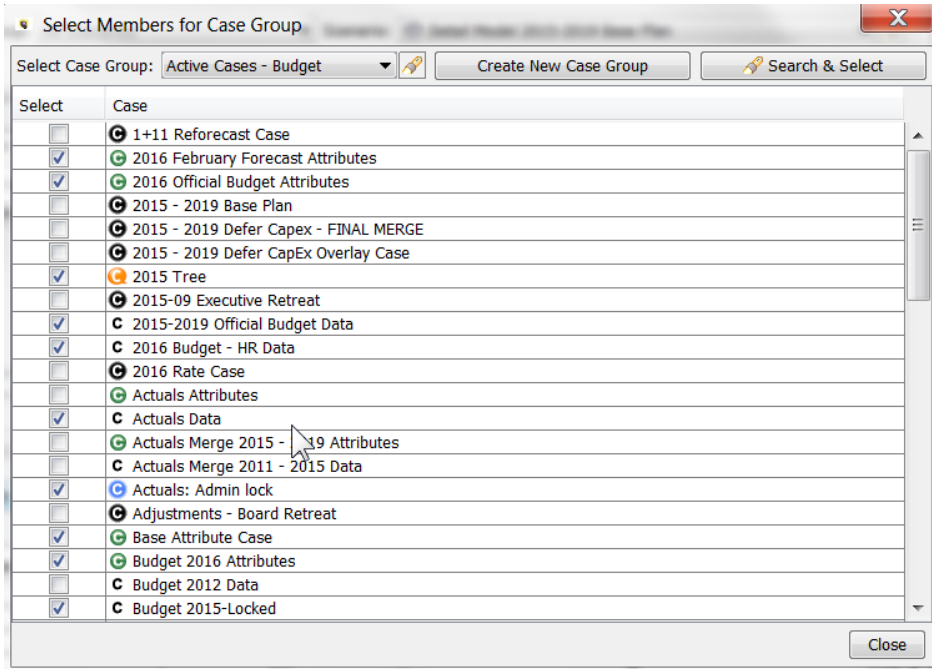 Select Members for Case Group
Select Case Group: Active Cases - Budget Create New Case Group Search & Select
Select Case
1+11 Reforecast Case
2016 February Forecast Attributes
2016 Official Budget Attributes
2015 - 2019 Base Plan
2015 - 2019 Defer Capex - FINAL MERGE
2015 - 2019 Defer CapEx Overlay Case
2015 Tree
2015-09 Executive Retreat
C 2015-2019 Official Budget Data
C 2016 Budget - HR Data
2016 Rate Case
Actuals Attributes
C Actuals Data
Actuals Merge 2015 - 2019 Attributes
C Actuals Merge 2011 - 2015 Data
Actuals: Admin lock
Adjustments - Board Retreat
Base Attribute Case
Budget 2016 Attributes
C Budget 2012 Data
C Budget 2015-Locked
Close